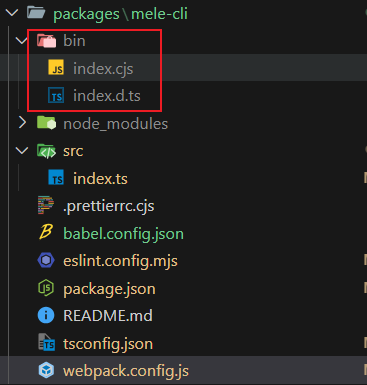 packages\mele-cli
bin
JS index.cjs
TS index.d.ts
node_modules
src
TS index.ts
.prettierrc.cjs
babel.config.json
eslint.config.mjs
package.json
README.md
TS tsconfig.json
webpack.config.js